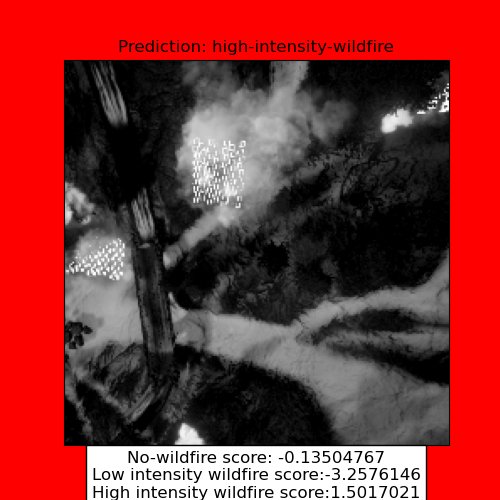 Prediction: high-intensity-wildfire
No-wildfire score: -0.13504767
Low intensity wildfire score:-3.2576146
High intensity wildfire score:1.5017021